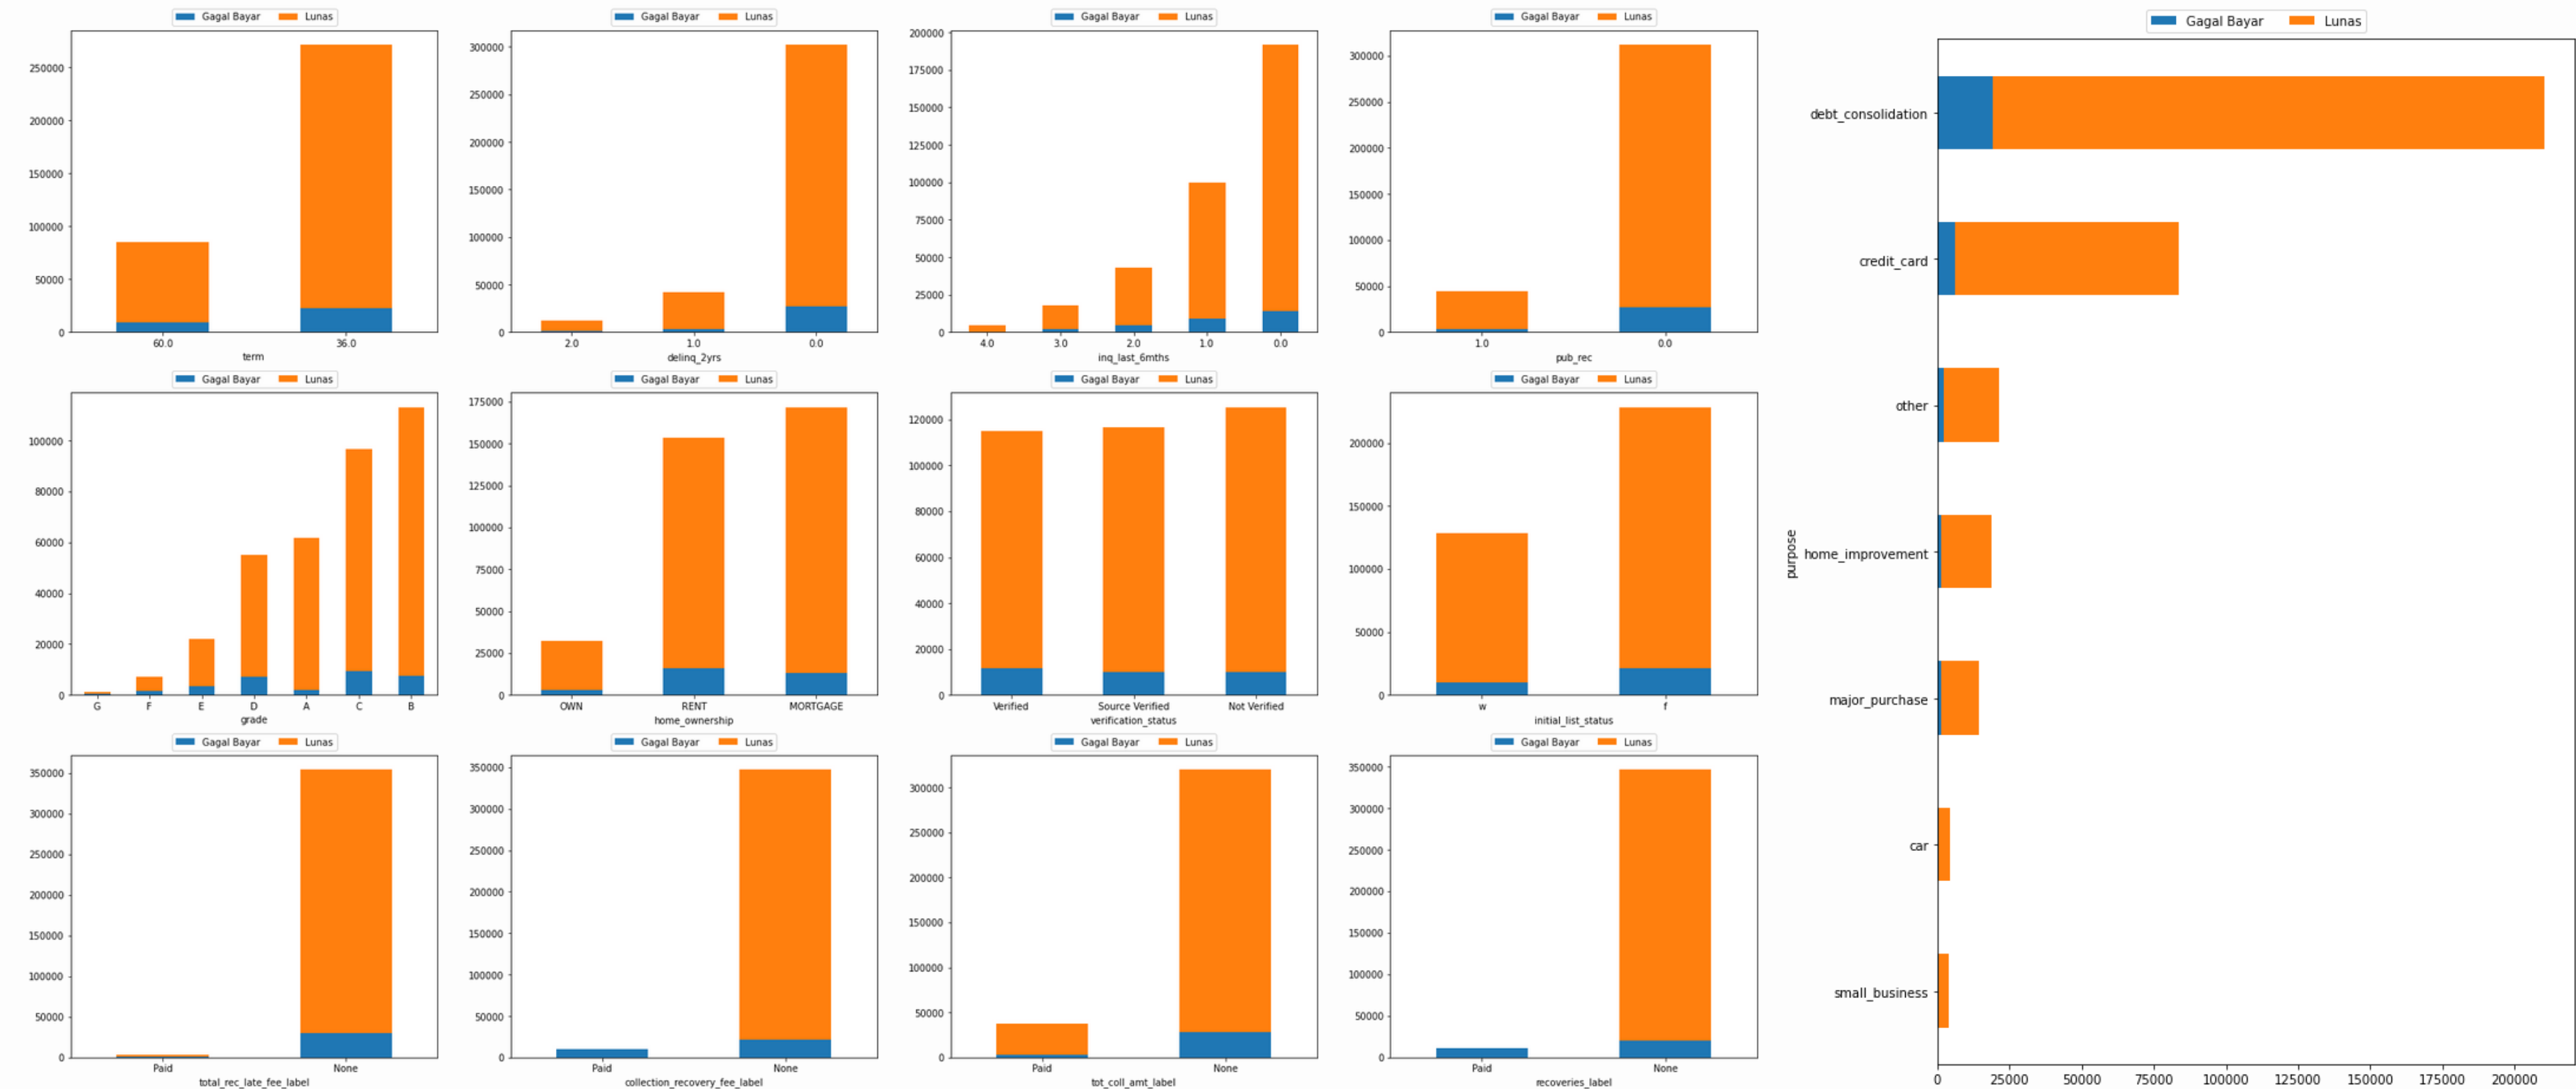 Gagal Bayar Lunas
250000
200000
150000
100000
50000
0
60.0 36.0
term
Gagal Bayar Lunas
300000
250000
200000
150000
100000
50000
0
2.0 1.0 0.0
delinq_2yrs
Gagal Bayar Lunas
200000
175000
150000
125000
100000
75000
50000
25000
0
4.0 3.0 2.0 1.0 0.0
inq_last_6mths
Gagal Bayar Lunas
300000
250000
200000
150000
100000
50000
0
1.0 0.0
pub_rec
Gagal Bayar Lunas
100000
80000
60000
40000
20000
0
G F E D A C B
grade
Gagal Bayar Lunas
175000
150000
125000
100000
75000
50000
25000
0
OWN RENT MORTGAGE
home_ownership
Gagal Bayar Lunas
120000
100000
80000
60000
40000
20000
0
Verified Source Verified Not Verified
verification_status
Gagal Bayar Lunas
200000
150000
100000
50000
0
w f
initial_list_status
Gagal Bayar Lunas
350000
300000
250000
200000
150000
100000
50000
0
Paid None
total_rec_late_fee_label
Gagal Bayar Lunas
350000
300000
250000
200000
150000
100000
50000
0
Paid None
collection_recovery_fee_label
Gagal Bayar Lunas
300000
250000
200000
150000
100000
50000
0
Paid None
tot_coll_amt_label
Gagal Bayar Lunas
350000
300000
250000
200000
150000
100000
50000
0
Paid None
recoveries_label
Gagal Bayar Lunas
purpose
debt_consolidation
credit_card
other
home_improvement
major_purchase
car
small_business
0 25000 50000 75000 100000 125000 150000 175000 200000